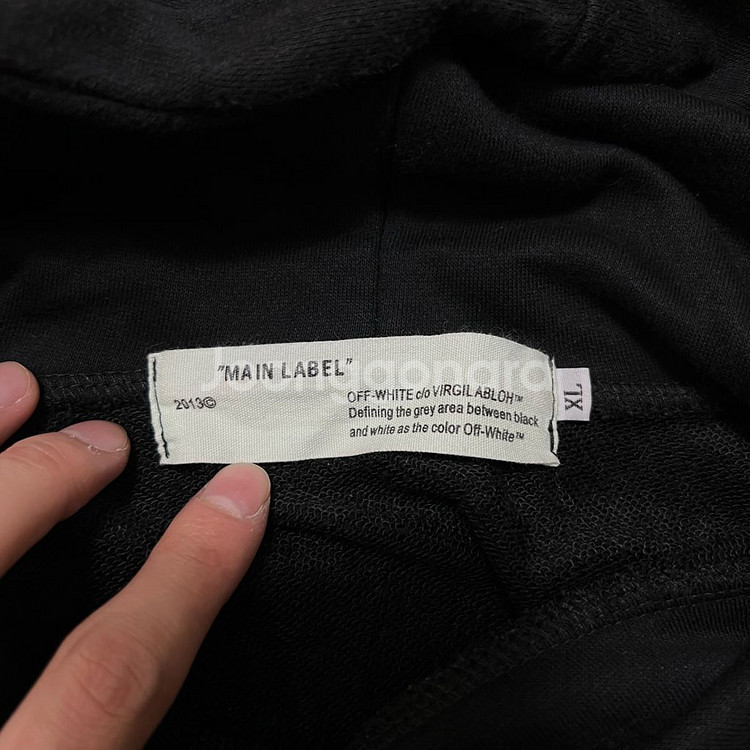 "MAIN LABEL"
2013©
OFF-WHITE c/o VIRGIL ABLOH™
Defining the grey area between black
and white as the color Off-White™
XL
Joonggonara